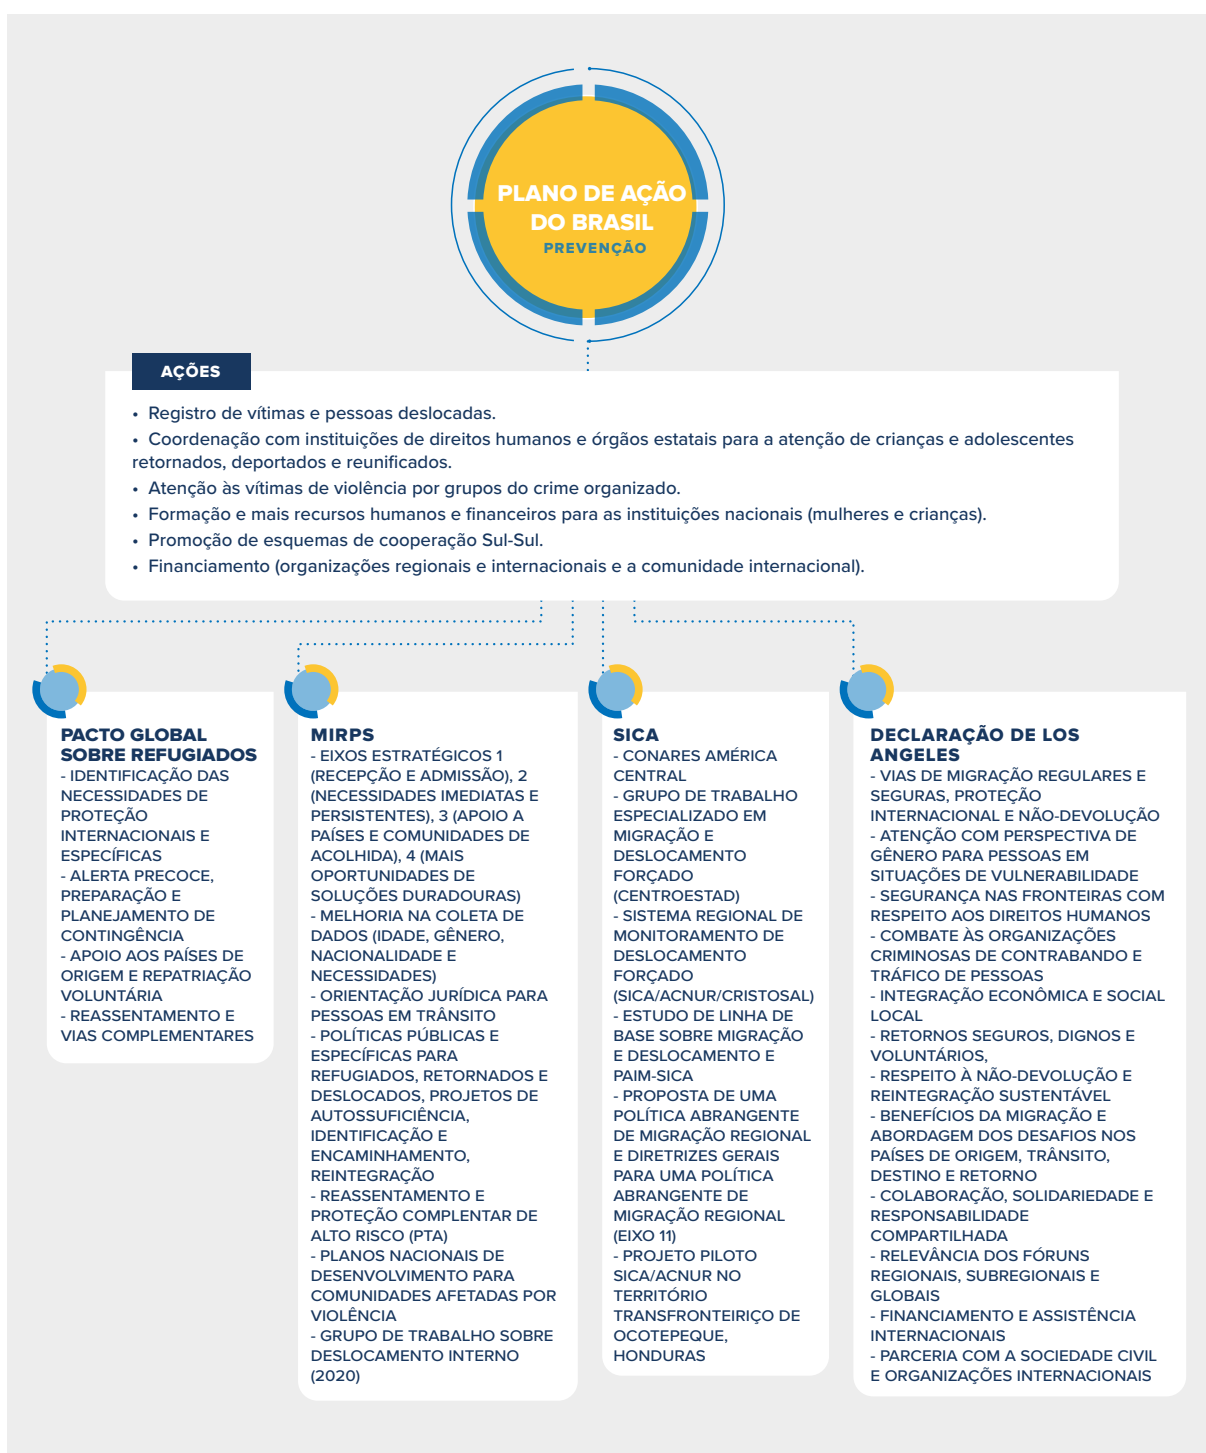 PLANO DE AÇÃO
DO BRASIL
PREVENÇÃO
AÇÕES
• Registro de vítimas e pessoas deslocadas.
• Coordenação com instituições de direitos humanos e órgãos estatais para a atenção de crianças e adolescentes
retornados, deportados e reunificados.
• Atenção às vítimas de violência por grupos do crime organizado.
• Formação e mais recursos humanos e financeiros para as instituições nacionais (mulheres e crianças).
• Promoção de esquemas de cooperação Sul-Sul.
• Financiamento (organizações regionais e internacionais e a comunidade internacional).
PACTO GLOBAL
SOBRE REFUGIADOS
- IDENTIFICAÇÃO DAS
NECESSIDADES DE
PROTEÇÃO
INTERNACIONAIS E
ESPECÍFICAS
- ALERTA PRECOCE,
PREPARAÇÃO E
PLANEJAMENTO DE
CONTINGÊNCIA
- APOIO AOS PAÍSES DE
ORIGEM E REPATRIAÇÃO
VOLUNTÁRIA
- REASSENTAMENTO E
VIAS COMPLEMENTARES
MIRPS
- EIXOS ESTRATÉGICOS 1
(RECEPÇÃO E ADMISSÃO), 2
(NECESSIDADES IMEDIATAS E
PERSISTENTES), 3 (APOIO A
PAÍSES E COMUNIDADES DE
ACOLHIDA), 4 (MAIS
OPORTUNIDADES DE
SOLUÇÕES DURADOURAS)
- MELHORIA NA COLETA DE
DADOS (IDADE, GÊNERO,
NACIONALIDADE E
NECESSIDADES)
- ORIENTAÇÃO JURÍDICA PARA
PESSOAS EM TRÂNSITO
- POLÍTICAS PÚBLICAS E
ESPECÍFICAS PARA
REFUGIADOS, RETORNADOS E
DESLOCADOS, PROJETOS DE
AUTOSSUFICIÊNCIA,
IDENTIFICAÇÃO E
ENCAMINHAMENTO,
REINTEGRAÇÃO
- REASSENTAMENTO E
PROTEÇÃO COMPLENTAR DE
ALTO RISCO (PTA)
- PLANOS NACIONAIS DE
DESENVOLVIMENTO PARA
COMUNIDADES AFETADAS POR
VIOLÊNCIA
- GRUPO DE TRABALHO SOBRE
DESLOCAMENTO INTERNO
(2020)
SICA
- CONARES AMÉRICA
CENTRAL
- GRUPO DE TRABALHO
ESPECIALIZADO EM
MIGRAÇÃO E
DESLOCAMENTO
FORÇADO
(CENTROESTAD)
- SISTEMA REGIONAL DE
MONITORAMENTO DE
DESLOCAMENTO
FORÇADO
(SICA/ACNUR/CRISTOSAL)
- ESTUDO DE LINHA DE
BASE SOBRE MIGRAÇÃO
E DESLOCAMENTO E
PAIM-SICA
- PROPOSTA DE UMA
POLÍTICA ABRANGENTE
DE MIGRAÇÃO REGIONAL
E DIRETRIZES GERAIS
PARA UMA POLÍTICA
ABRANGENTE DE
MIGRAÇÃO REGIONAL
(EIXO 11)
- PROJETO PILOTO
SICA/ACNUR NO
TERRITÓRIO
TRANSFRONTEIRIÇO DE
OCOTEPEQUE,
HONDURAS
DECLARAÇÃO DE LOS
ANGELES
- VIAS DE MIGRAÇÃO REGULARES E
SEGURAS, PROTEÇÃO
INTERNACIONAL E NÃO-DEVOLUÇÃO
- ATENÇÃO COM PERSPECTIVA DE
GÊNERO PARA PESSOAS EM
SITUAÇÕES DE VULNERABILIDADE
- SEGURANÇA NAS FRONTEIRAS COM
RESPEITO AOS DIREITOS HUMANOS
- COMBATE ÀS ORGANIZAÇÕES
CRIMINOSAS DE CONTRABANDO E
TRÁFICO DE PESSOAS
- INTEGRAÇÃO ECONÔMICA E SOCIAL
LOCAL
- RETORNOS SEGUROS, DIGNOS E
VOLUNTÁRIOS,
- RESPEITO À NÃO-DEVOLUÇÃO E
REINTEGRAÇÃO SUSTENTÁVEL
- BENEFÍCIOS DA MIGRAÇÃO E
ABORDAGEM DOS DESAFIOS NOS
PAÍSES DE ORIGEM, TRÂNSITO,
DESTINO E RETORNO
- COLABORAÇÃO, SOLIDARIEDADE E
RESPONSABILIDADE
COMPARTILHADA
- RELEVÂNCIA DOS FÓRUNS
REGIONAIS, SUBREGIONAIS E
GLOBAIS
- FINANCIAMENTO E ASSISTÊNCIA
INTERNACIONAIS
- PARCERIA COM A SOCIEDADE CIVIL
E ORGANIZAÇÕES INTERNACIONAIS